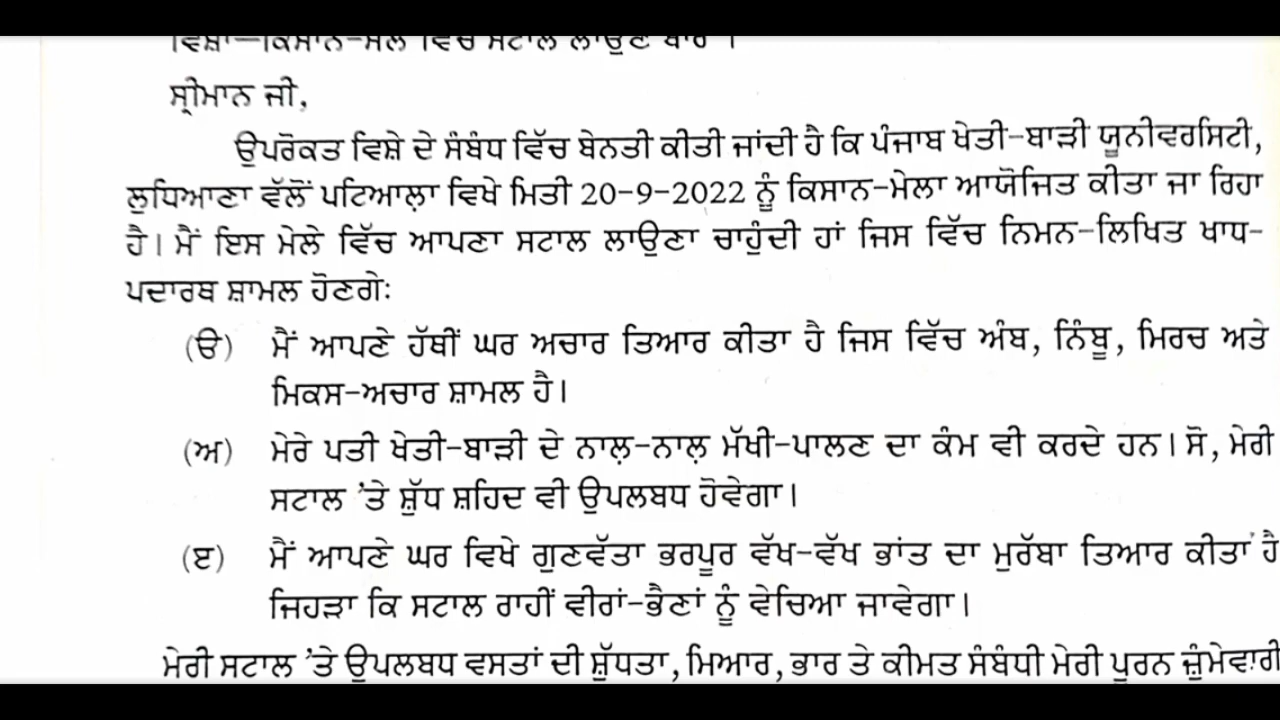 ਵਿਸ਼ਾ—ਕਿਸਾਨ-ਮੇਲੇ ਵਿੱਚ ਸਟਾਲ ਲਾਉਣ ਬਾਰੇ ।
ਸ੍ਰੀਮਾਨ ਜੀ,
ਉਪਰੋਕਤ ਵਿਸ਼ੇ ਦੇ ਸੰਬੰਧ ਵਿੱਚ ਬੇਨਤੀ ਕੀਤੀ ਜਾਂਦੀ ਹੈ ਕਿ ਪੰਜਾਬ ਖੇਤੀ-ਬਾੜੀ ਯੂਨੀਵਰਸਿਟੀ,
ਲੁਧਿਆਣਾ ਵੱਲੋਂ ਪਟਿਆਲ਼ਾ ਵਿਖੇ ਮਿਤੀ 20-9-2022 ਨੂੰ ਕਿਸਾਨ-ਮੇਲਾ ਆਯੋਜਿਤ ਕੀਤਾ ਜਾ ਰਿਹਾ
ਹੈ। ਮੈਂ ਇਸ ਮੇਲੇ ਵਿੱਚ ਆਪਣਾ ਸਟਾਲ ਲਾਉਣਾ ਚਾਹੁੰਦੀ ਹਾਂ ਜਿਸ ਵਿੱਚ ਨਿਮਨ-ਲਿਖਿਤ ਖਾਧ-
ਪਦਾਰਥ ਸ਼ਾਮਲ ਹੋਣਗੇ:
(ੳ) ਮੈਂ ਆਪਣੇ ਹੱਥੀਂ ਘਰ ਅਚਾਰ ਤਿਆਰ ਕੀਤਾ ਹੈ ਜਿਸ ਵਿੱਚ ਅੰਬ, ਨਿੰਬੂ, ਮਿਰਚ ਅਤੇ
ਮਿਕਸ-ਅਚਾਰ ਸ਼ਾਮਲ ਹੈ।
(ਅ) ਮੇਰੇ ਪਤੀ ਖੇਤੀ-ਬਾੜੀ ਦੇ ਨਾਲ਼-ਨਾਲ਼ ਮੱਖੀ-ਪਾਲਣ ਦਾ ਕੰਮ ਵੀ ਕਰਦੇ ਹਨ। ਸੋ, ਮੇਰੀ
ਸਟਾਲ 'ਤੇ ਸ਼ੁੱਧ ਸ਼ਹਿਦ ਵੀ ਉਪਲਬਧ ਹੋਵੇਗਾ।
(ੲ) ਮੈਂ ਆਪਣੇ ਘਰ ਵਿਖੇ ਗੁਣਵੱਤਾ ਭਰਪੂਰ ਵੱਖ-ਵੱਖ ਭਾਂਤ ਦਾ ਮੁਰੱਬਾ ਤਿਆਰ ਕੀਤਾ ਹੈ
ਜਿਹੜਾ ਕਿ ਸਟਾਲ ਰਾਹੀਂ ਵੀਰਾਂ-ਭੈਣਾਂ ਨੂੰ ਵੇਚਿਆ ਜਾਵੇਗਾ।
ਮੇਰੀ ਸਟਾਲ 'ਤੇ ਉਪਲਬਧ ਵਸਤਾਂ ਦੀ ਸ਼ੁੱਧਤਾ, ਮਿਆਰ, ਭਾਰ ਤੇ ਕੀਮਤ ਸੰਬੰਧੀ ਮੇਰੀ ਪੂਰਨ ਜ਼ੁੰਮੇਵਾਰੀ